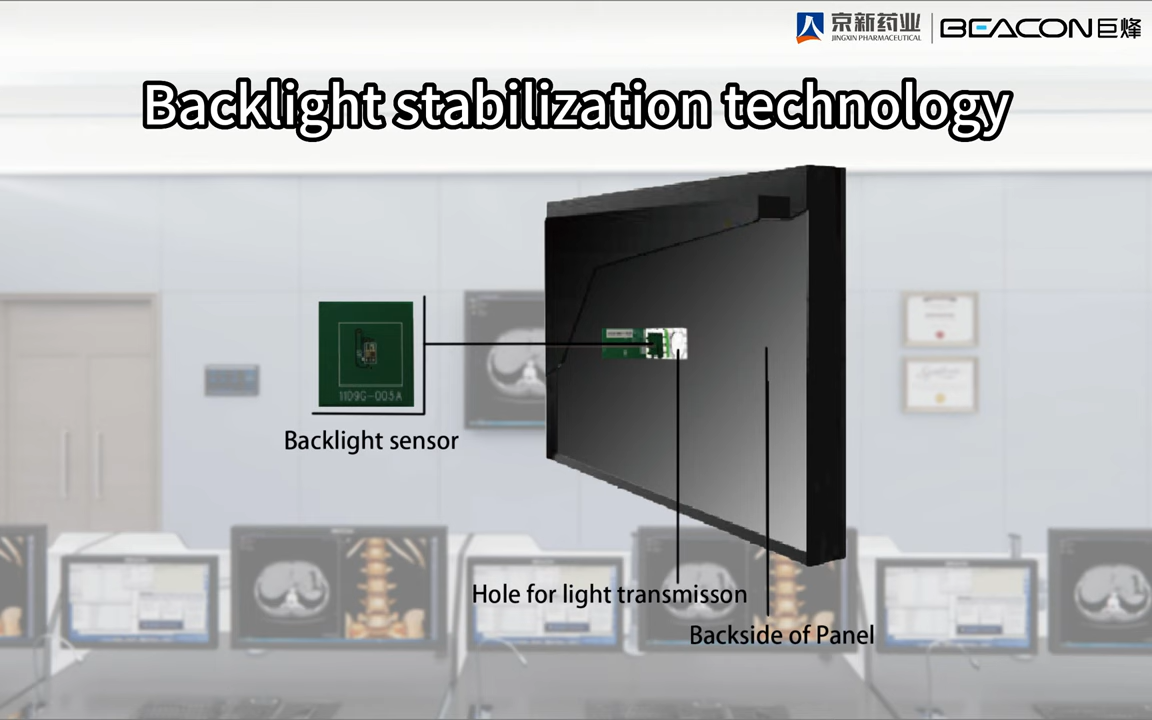 京新药业
JINGXIN PHARMACEUTICAL
BEACON巨烽
Backlight stabilization technology
1109G-003A
Backlight sensor
Hole for light transmisson
Backside of Panel